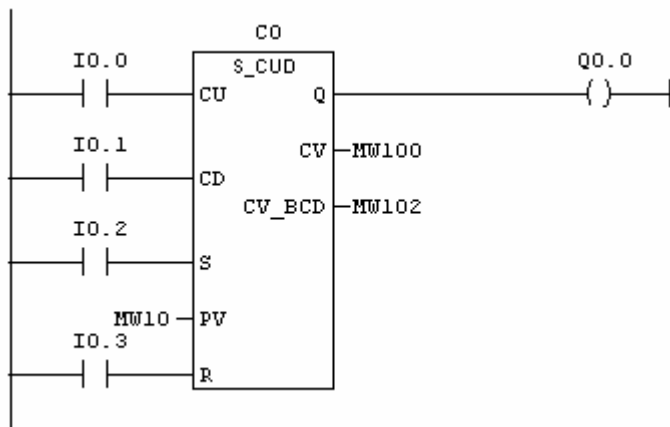 C0
I0.0
S_CUD
Q0.0
CU
Q
I0.1
CV
MW100
CD
CV_BCD
MW102
I0.2
S
MW10
PV
I0.3
R